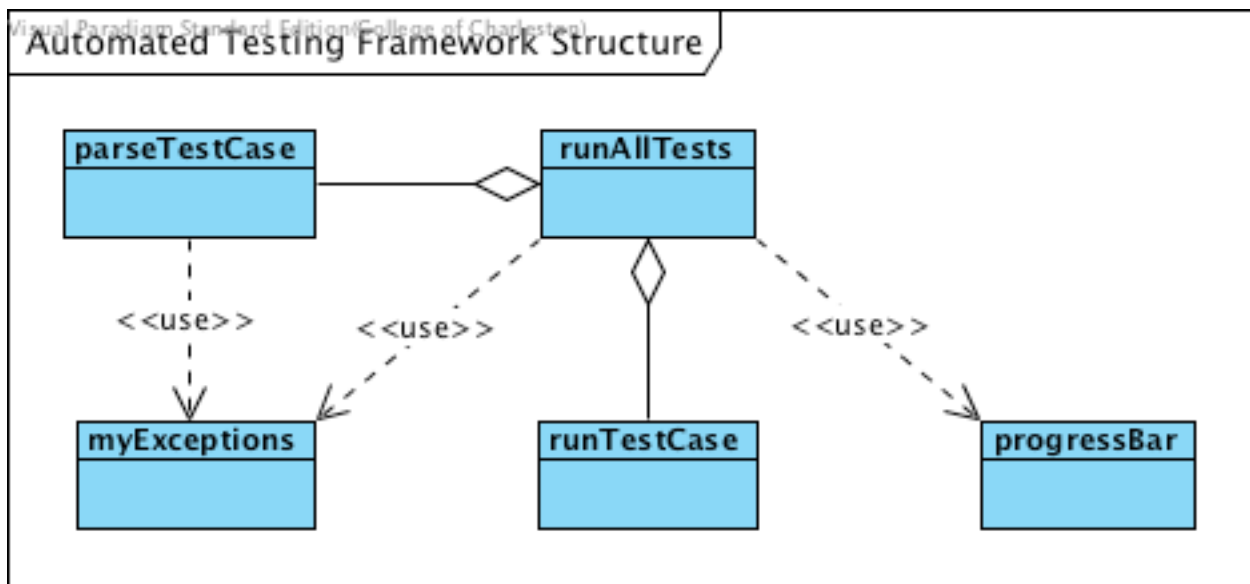 Visual Paradigm Standard Edition(College of Charleston)
Automated Testing Framework Structure
parseTestCase
runAllTests
<<use>>
<<use>>
<<use>>
myExceptions
runTestCase
progressBar